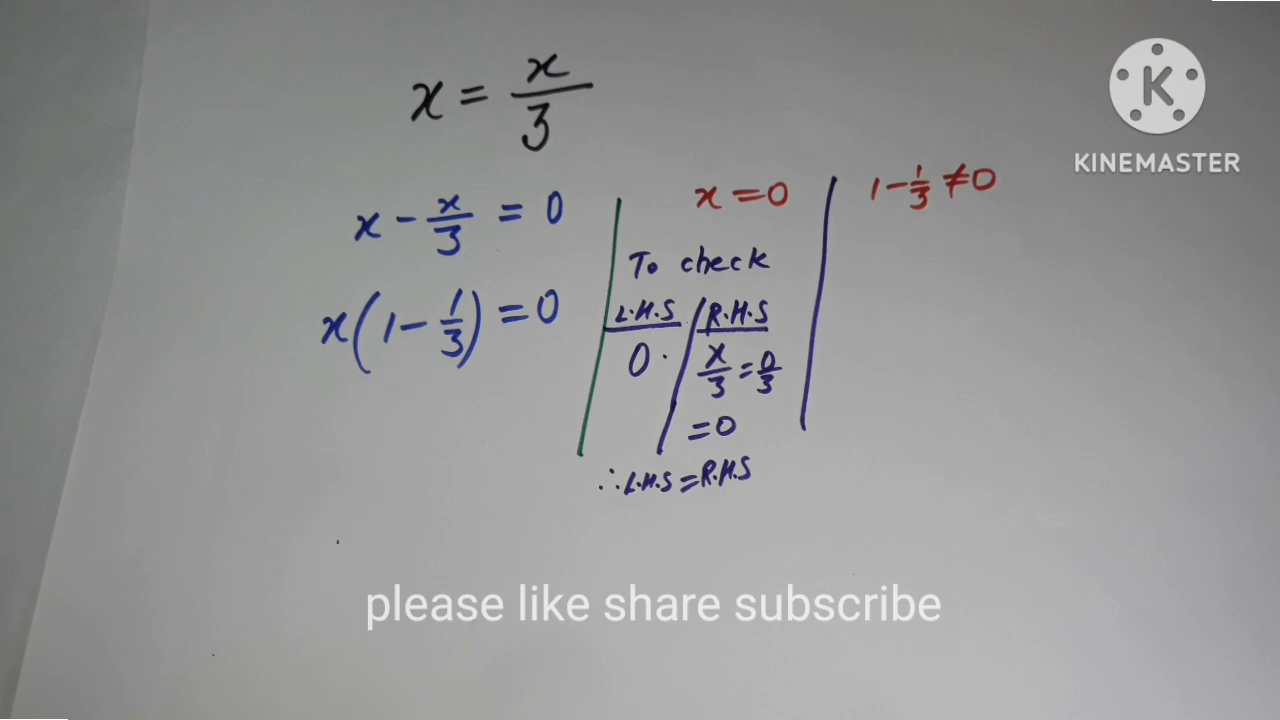 x = x/3
x - x/3 = 0
x(1 - 1/3) = 0
x = 0
To check
L.H.S
0.
R.H.S
x/3 = 0/3
= 0
∴ L.H.S = R.H.S
1 - 1/3 ≠ 0
K
KINEMASTER
please like share subscribe